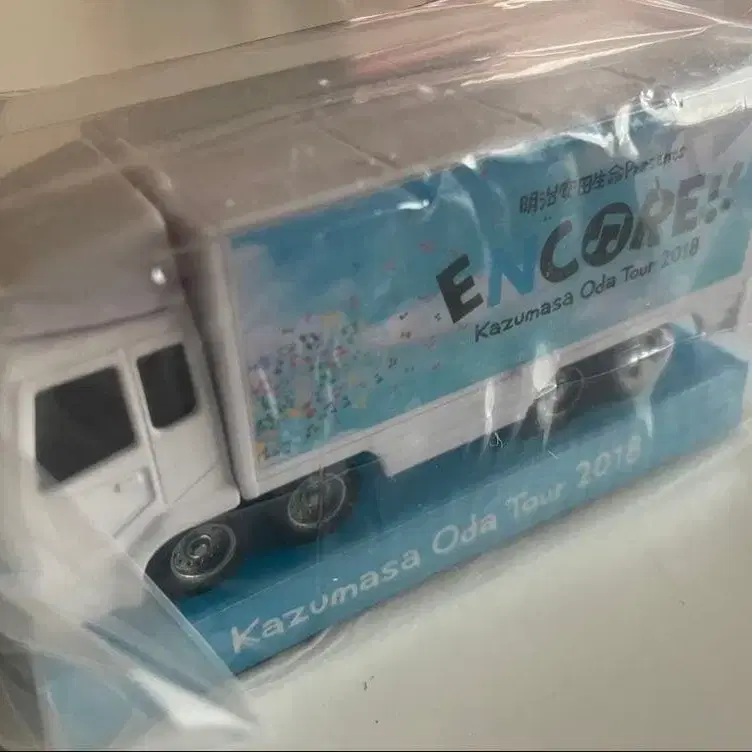 明治安田生命Presents
ENCORE!!
Kazumasa Oda Tour 2018
Kazumasa Oda Tour 2018